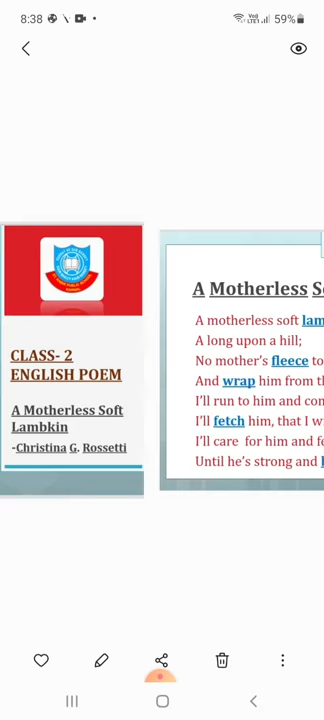 8:38
59%
CLASS- 2
ENGLISH POEM
A Motherless Soft
Lambkin
-Christina G. Rossetti
A Motherless So
A motherless soft lam
A long upon a hill;
No mother's fleece to
And wrap him from th
I'll run to him and con
I'll fetch him, that I w
I'll care for him and fe
Until he's strong and